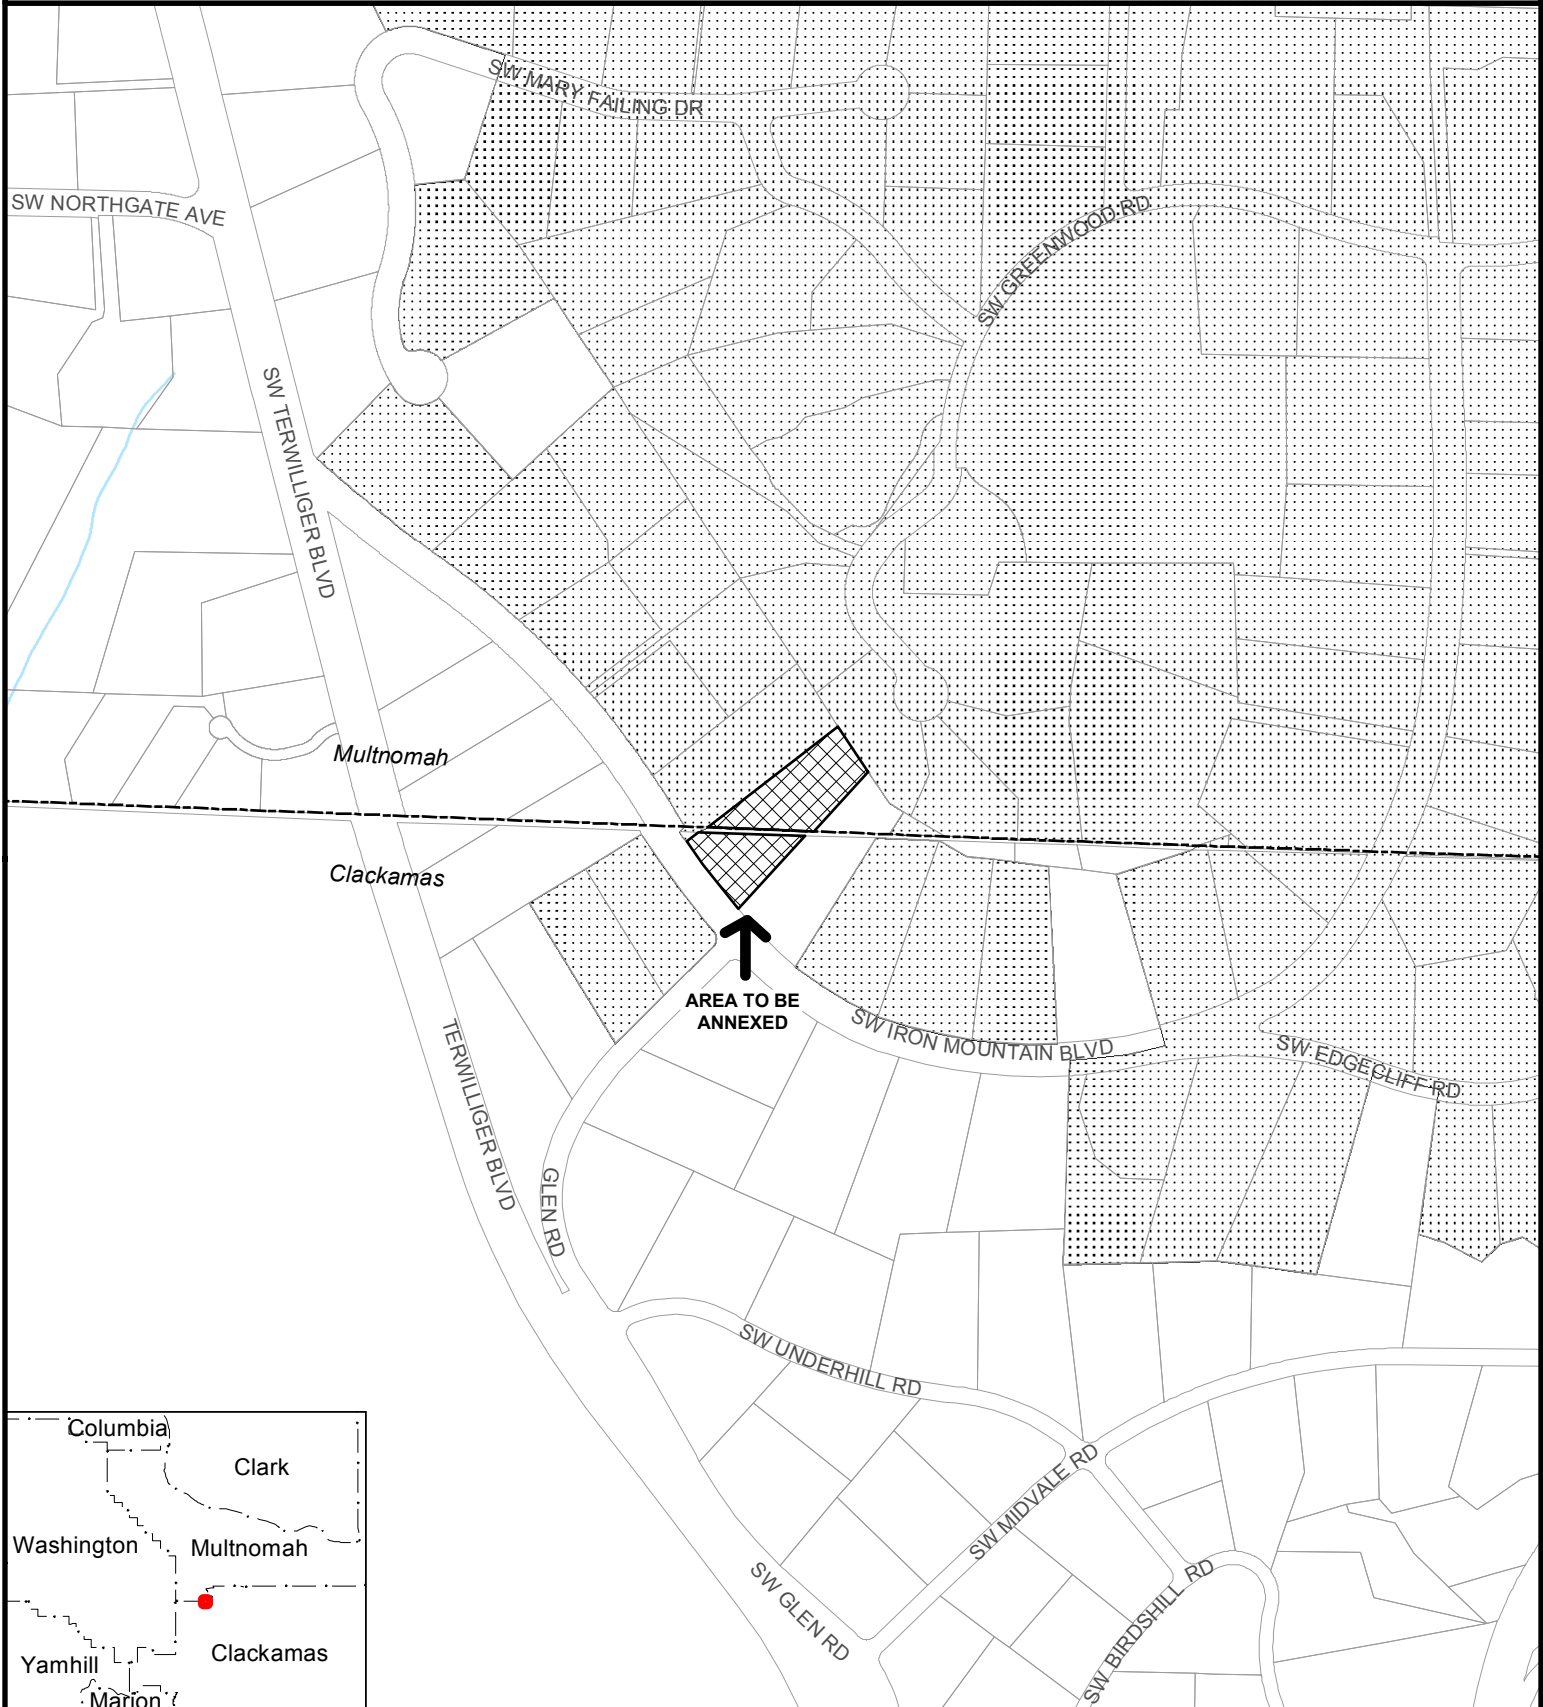 SW MARY FAILING DR
SW NORTHGATE AVE
SW GREENWOOD RD
SW TERWILLIGER BLVD
Multnomah
Clackamas
AREA TO BE
ANNEXED
SW IRON MOUNTAIN BLVD
SW EDGECLIFF RD
TERWILLIGER BLVD
GLEN RD
SW UNDERHILL RD
SW MIDVALE RD
SW GLEN RD
SW BIRDSHILL RD
Columbia
Clark
Washington
Multnomah
Clackamas
Yamhill
Marion